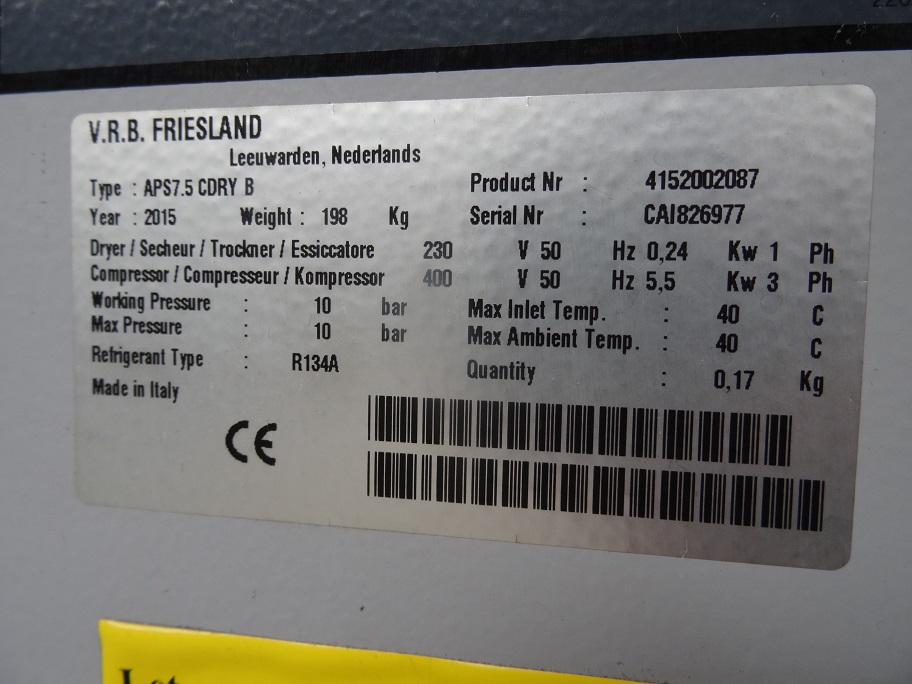 V.R.B. FRIESLAND
Leeuwarden, Nederlands
Type : APS7.5 CDRY B Product Nr : 4152002087
Year : 2015 Weight : 198 Kg Serial Nr : CAI826977
Dryer / Secheur / Trockner / Essiccatore 230 V 50 Hz 0,24 Kw 1 Ph
Compressor / Compresseur / Kompressor 400 V 50 Hz 5,5 Kw 3 Ph
Working Pressure : 10 bar Max Inlet Temp. : 40 C
Max Pressure : 10 bar Max Ambient Temp. : 40 C
Refrigerant Type : R134A Quantity : 0,17 Kg
Made in Italy
CE